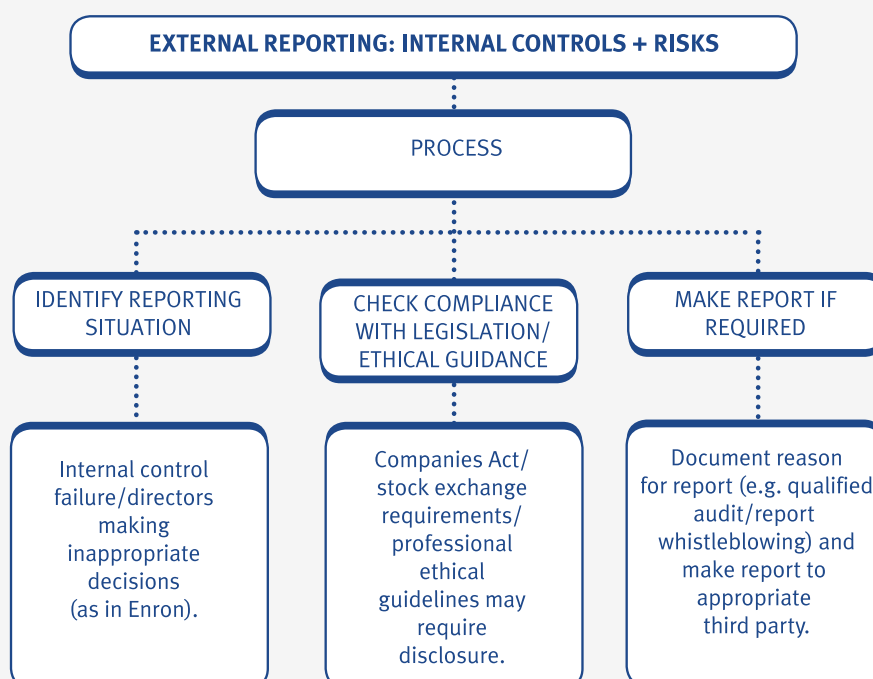 EXTERNAL REPORTING: INTERNAL CONTROLS + RISKS
PROCESS
IDENTIFY REPORTING
SITUATION
CHECK COMPLIANCE
WITH LEGISLATION/
ETHICAL GUIDANCE
MAKE REPORT IF
REQUIRED
Internal control
failure/directors
making
inappropriate
decisions
(as in Enron).
Companies Act/
stock exchange
requirements/
professional
ethical
guidelines may
require
disclosure.
Document reason
for report (e.g. qualified
audit/report
whistleblowing) and
make report to
appropriate
third party.